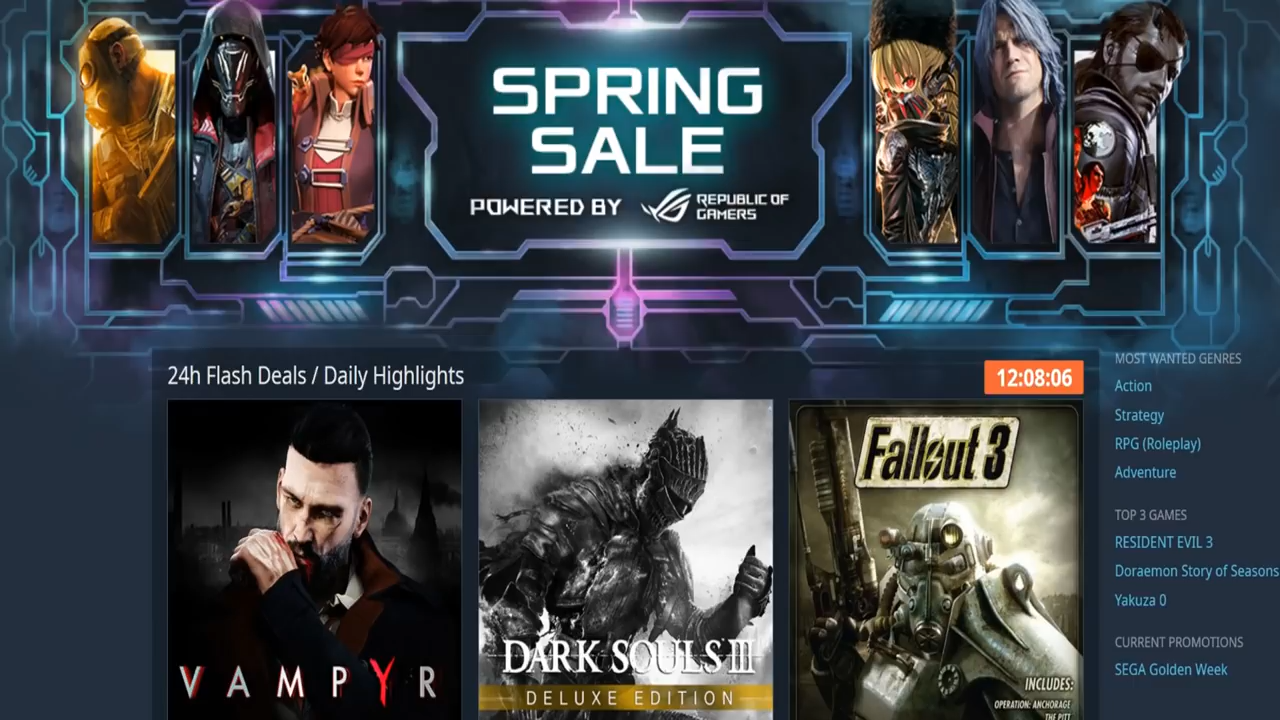 SPRING
SALE
POWERED BY
REPUBLIC OF
GAMERS
24h Flash Deals / Daily Highlights
12:08:06
VAMPYR
DARK SOULS III
DELUXE EDITION
Fallout 3
INCLUDES:
OPERATION: ANCHORAGE
THE PITT
MOST WANTED GENRES
Action
Strategy
RPG (Roleplay)
Adventure
TOP 3 GAMES
RESIDENT EVIL 3
Doraemon Story of Seasons
Yakuza 0
CURRENT PROMOTIONS
SEGA Golden Week